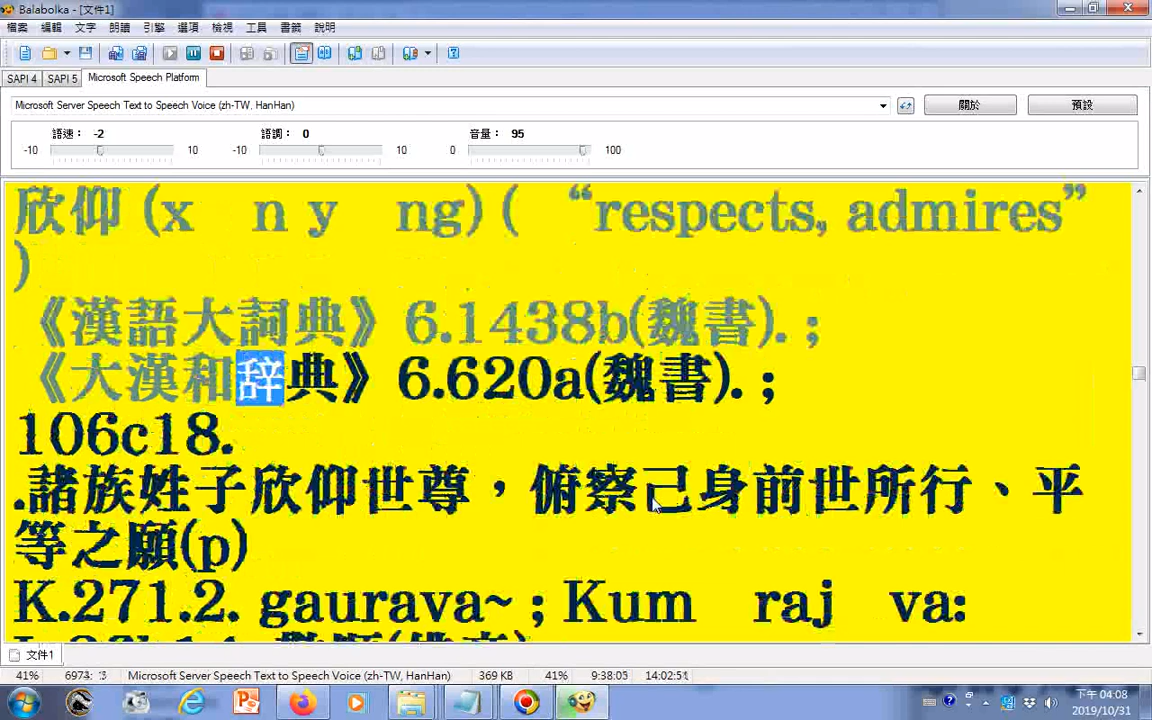 Balabolka - [文件1]
檔案 編輯 文字 朗讀 引擎 選項 檢視 工具 書籤 說明
SAPI 4 SAPI 5 Microsoft Speech Platform
Microsoft Server Speech Text to Speech Voice (zh-TW, HanHan) 關於 預設
語速： -2 語調： 0 音量： 95
-10 10 -10 10 0 100
欣仰 (x n y ng) ( “respects, admires”
)
《漢語大詞典》 6.1438b(魏書). ;
《大漢和辞典》 6.620a(魏書). ;
106c18.
.諸族姓子欣仰世尊，俯察己身前世所行、平
等之願(p)
K.271.2. gaurava~ ; Kum raj va:
文件1
41% Microsoft Server Speech Text to Speech Voice (zh-TW, HanHan) 369 KB 41% 9:38:03 14:02:51
下午 04:08
2019/10/31